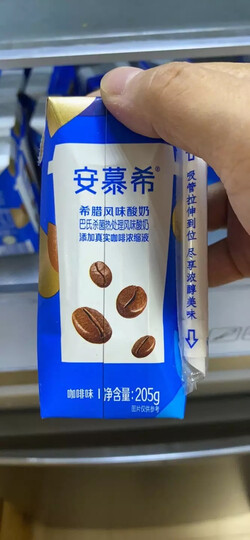 安慕希®
希腊风味酸奶
巴氏杀菌热处理风味酸奶
添加真实咖啡浓缩液
咖啡味 | 净含量:205g
图片仅供参考
吸管拉伸到位 尽享浓醇美味